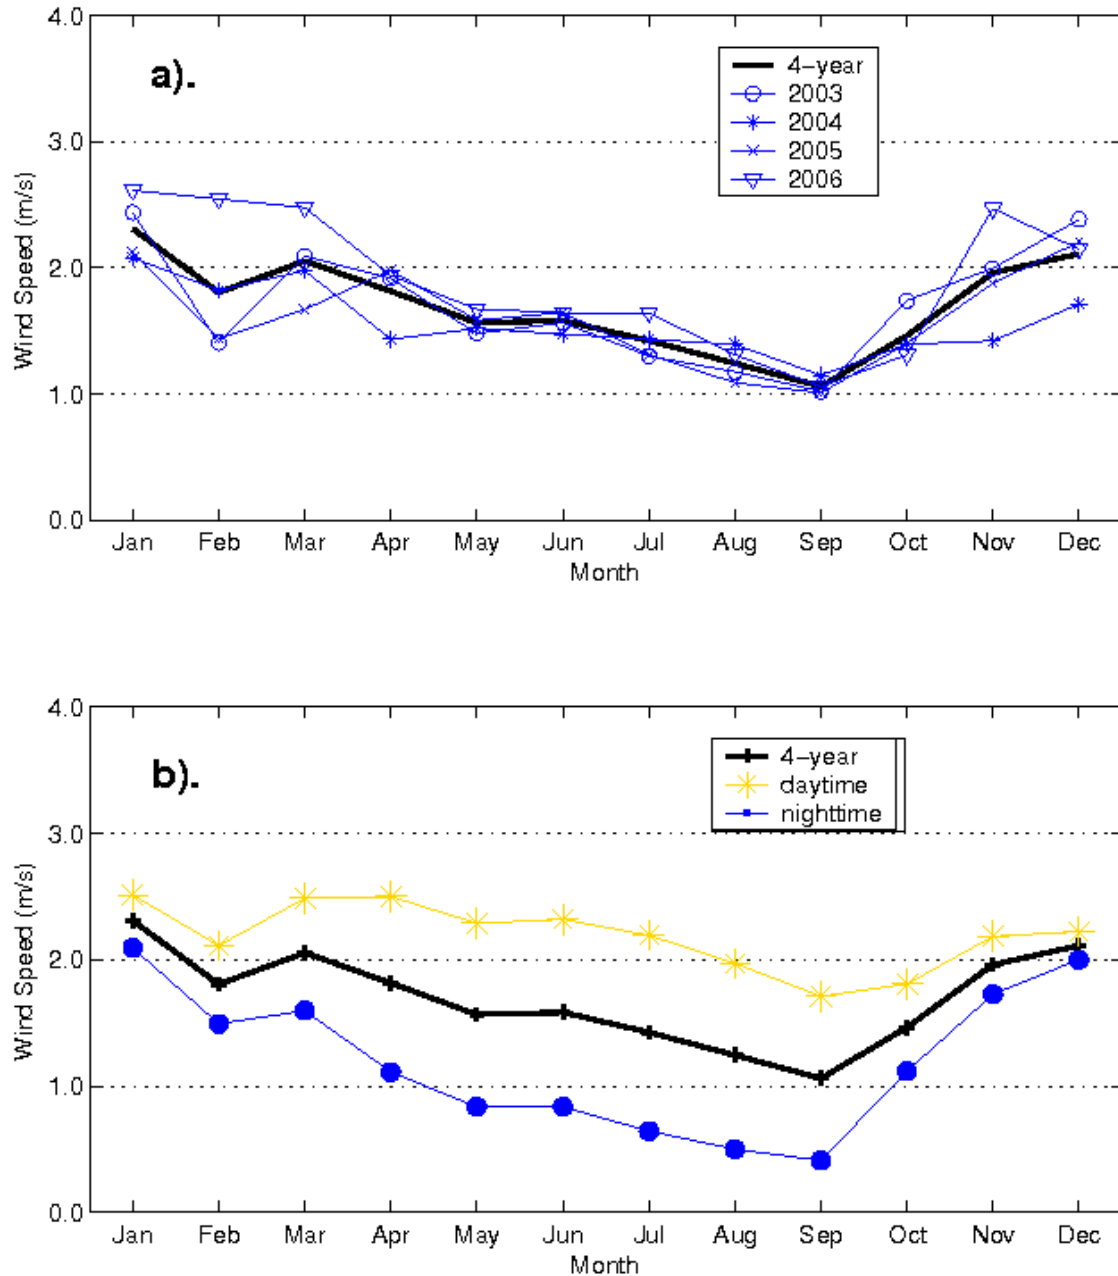 4.0
a).
4-year
2003
2004
2005
2006
3.0
2.0
1.0
0.0
Wind Speed (m/s)
Jan Feb Mar Apr May Jun Jul Aug Sep Oct Nov Dec
Month
4.0
b).
4-year
daytime
nighttime
3.0
2.0
1.0
0.0
Wind Speed (m/s)
Jan Feb Mar Apr May Jun Jul Aug Sep Oct Nov Dec
Month